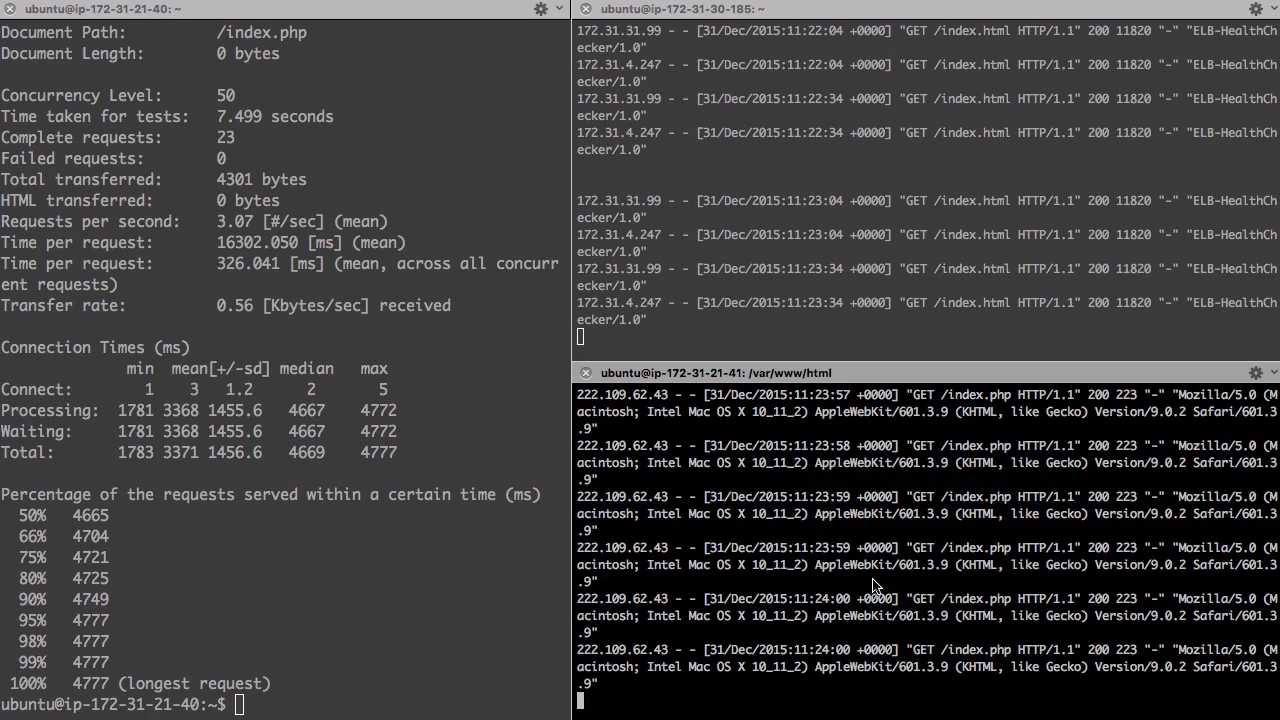 ubuntu@ip-172-31-21-40: ~
Document Path:          /index.php
Document Length:        0 bytes
Concurrency Level:      50
Time taken for tests:   7.499 seconds
Complete requests:      23
Failed requests:        0
Total transferred:      4301 bytes
HTML transferred:       0 bytes
Requests per second:    3.07 [#/sec] (mean)
Time per request:       16302.050 [ms] (mean)
Time per request:       326.041 [ms] (mean, across all concurr
ent requests)
Transfer rate:          0.56 [Kbytes/sec] received
Connection Times (ms)
              min  mean[+/-sd] median   max
Connect:        1    3   1.2      2       5
Processing:  1781 3368 1455.6   4667    4772
Waiting:     1781 3368 1455.6   4667    4772
Total:       1783 3371 1456.6   4669    4777
Percentage of the requests served within a certain time (ms)
  50%   4665
  66%   4704
  75%   4721
  80%   4725
  90%   4749
  95%   4777
  98%   4777
  99%   4777
 100%   4777 (longest request)
ubuntu@ip-172-31-21-40:~$
ubuntu@ip-172-31-30-185: ~
172.31.31.99 - - [31/Dec/2015:11:22:04 +0000] "GET /index.html HTTP/1.1" 200 11820 "-" "ELB-HealthCh
ecker/1.0"
172.31.4.247 - - [31/Dec/2015:11:22:04 +0000] "GET /index.html HTTP/1.1" 200 11820 "-" "ELB-HealthCh
ecker/1.0"
172.31.31.99 - - [31/Dec/2015:11:22:34 +0000] "GET /index.html HTTP/1.1" 200 11820 "-" "ELB-HealthCh
ecker/1.0"
172.31.4.247 - - [31/Dec/2015:11:22:34 +0000] "GET /index.html HTTP/1.1" 200 11820 "-" "ELB-HealthCh
ecker/1.0"
172.31.31.99 - - [31/Dec/2015:11:23:04 +0000] "GET /index.html HTTP/1.1" 200 11820 "-" "ELB-HealthCh
ecker/1.0"
172.31.4.247 - - [31/Dec/2015:11:23:04 +0000] "GET /index.html HTTP/1.1" 200 11820 "-" "ELB-HealthCh
ecker/1.0"
172.31.31.99 - - [31/Dec/2015:11:23:34 +0000] "GET /index.html HTTP/1.1" 200 11820 "-" "ELB-HealthCh
ecker/1.0"
172.31.4.247 - - [31/Dec/2015:11:23:34 +0000] "GET /index.html HTTP/1.1" 200 11820 "-" "ELB-HealthCh
ecker/1.0"
ubuntu@ip-172-31-21-41: /var/www/html
222.109.62.43 - - [31/Dec/2015:11:23:57 +0000] "GET /index.php HTTP/1.1" 200 223 "-" "Mozilla/5.0 (M
acintosh; Intel Mac OS X 10_11_2) AppleWebKit/601.3.9 (KHTML, like Gecko) Version/9.0.2 Safari/601.3
.9"
222.109.62.43 - - [31/Dec/2015:11:23:58 +0000] "GET /index.php HTTP/1.1" 200 223 "-" "Mozilla/5.0 (M
acintosh; Intel Mac OS X 10_11_2) AppleWebKit/601.3.9 (KHTML, like Gecko) Version/9.0.2 Safari/601.3
.9"
222.109.62.43 - - [31/Dec/2015:11:23:59 +0000] "GET /index.php HTTP/1.1" 200 223 "-" "Mozilla/5.0 (M
acintosh; Intel Mac OS X 10_11_2) AppleWebKit/601.3.9 (KHTML, like Gecko) Version/9.0.2 Safari/601.3
.9"
222.109.62.43 - - [31/Dec/2015:11:23:59 +0000] "GET /index.php HTTP/1.1" 200 223 "-" "Mozilla/5.0 (M
acintosh; Intel Mac OS X 10_11_2) AppleWebKit/601.3.9 (KHTML, like Gecko) Version/9.0.2 Safari/601.3
.9"
222.109.62.43 - - [31/Dec/2015:11:24:00 +0000] "GET /index.php HTTP/1.1" 200 223 "-" "Mozilla/5.0 (M
acintosh; Intel Mac OS X 10_11_2) AppleWebKit/601.3.9 (KHTML, like Gecko) Version/9.0.2 Safari/601.3
.9"
222.109.62.43 - - [31/Dec/2015:11:24:00 +0000] "GET /index.php HTTP/1.1" 200 223 "-" "Mozilla/5.0 (M
acintosh; Intel Mac OS X 10_11_2) AppleWebKit/601.3.9 (KHTML, like Gecko) Version/9.0.2 Safari/601.3
.9"